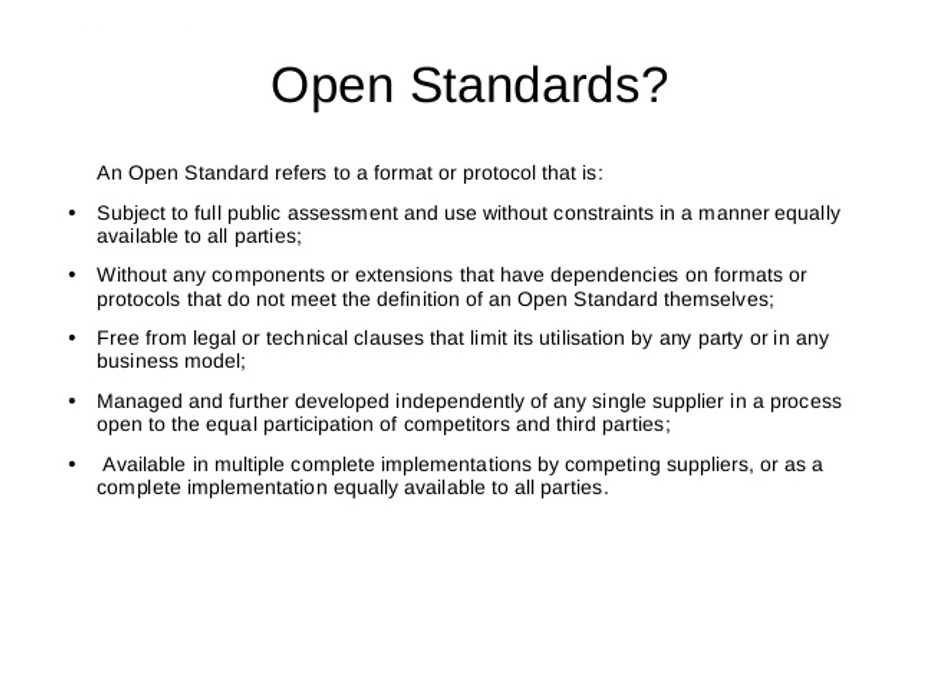 Open Standards?
An Open Standard refers to a format or protocol that is:
• Subject to full public assessment and use without constraints in a manner equally
available to all parties;
• Without any components or extensions that have dependencies on formats or
protocols that do not meet the definition of an Open Standard themselves;
• Free from legal or technical clauses that limit its utilisation by any party or in any
business model;
• Managed and further developed independently of any single supplier in a process
open to the equal participation of competitors and third parties;
• Available in multiple complete implementations by competing suppliers, or as a
complete implementation equally available to all parties.